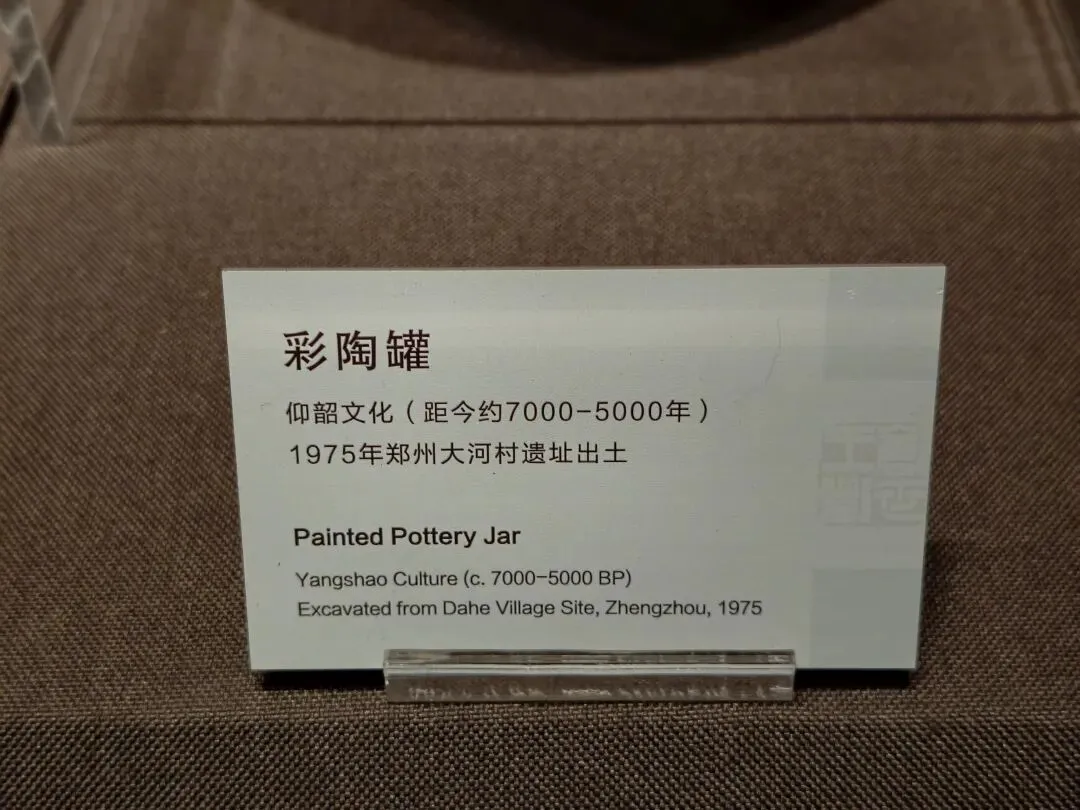 彩陶罐
仰韶文化（距今约7000-5000年）
1975年郑州大河村遗址出土
Painted Pottery Jar
Yangshao Culture (c. 7000-5000 BP)
Excavated from Dahe Village Site, Zhengzhou, 1975